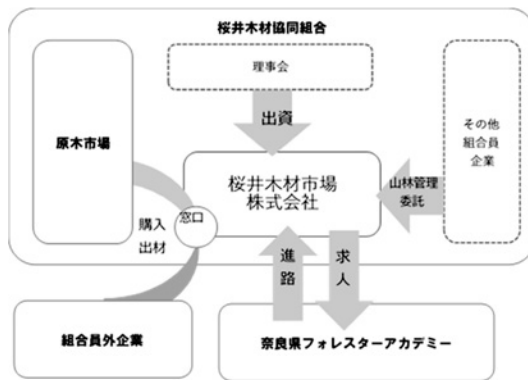 桜井木材協同組合
理事会
原木市場
出資
その他
組合員
企業
桜井木材市場
株式会社
山林管理
委託
窓口
購入
出材
進路
求人
組合員外企業
奈良県フォレスターアカデミー